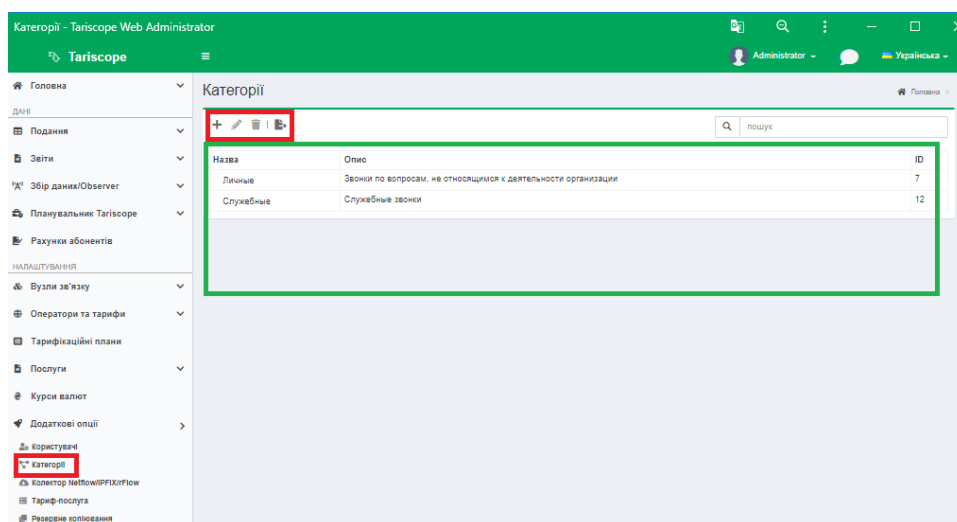 Категорії - Tariscope Web Administrator
Tariscope
Administrator
Українська
Головна
ДАНІ
Подання
Звіти
Збір даних/Observer
Планувальник Tariscope
Рахунки абонентів
НАЛАШТУВАННЯ
Вузли зв'язку
Оператори та тарифи
Тарифікаційні плани
Послуги
Курси валют
Додаткові опції
Користувачі
Категорії
Колектор Netflow/IPFIX/rFlow
Тариф-послуга
Резервне копіювання
Категорії
Головна
пошук
Назва Опис ID
Личные Звонки по вопросам, не относящимся к деятельности организации 7
Служебные Служебные звонки 12